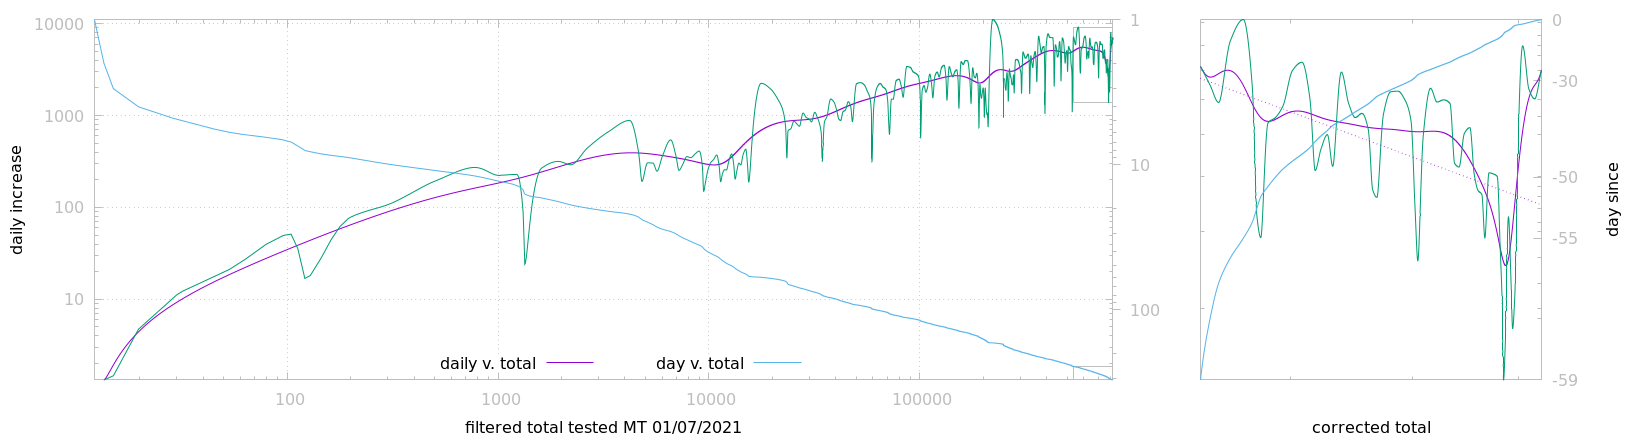 10000
1000
100
10
daily increase
100
1000
10000
100000
1
10
100
daily v. total
day v. total
filtered total tested MT 01/07/2021
0
-30
-50
-55
-59
day since
corrected total